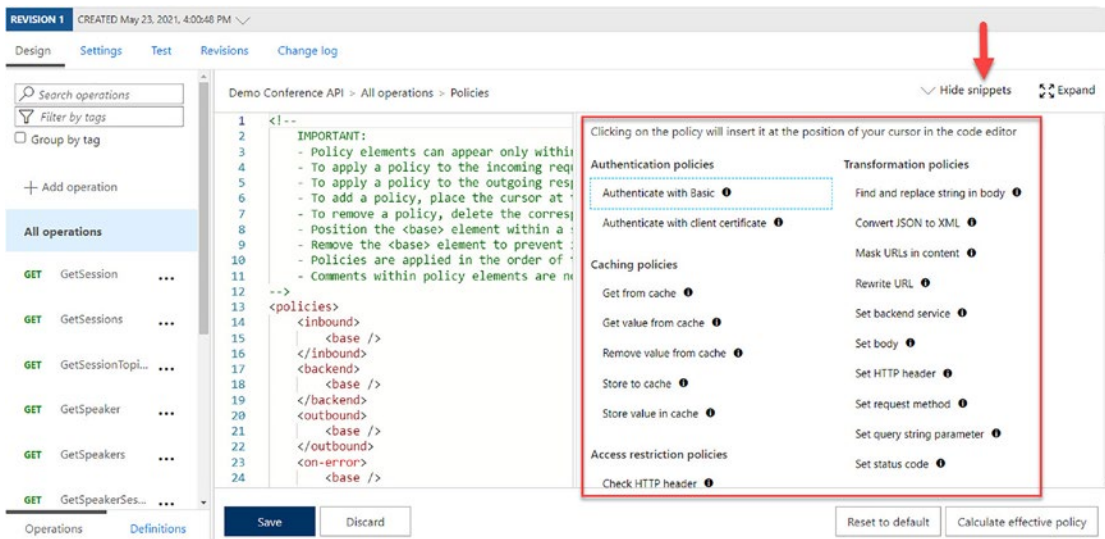 REVISION 1 CREATED May 23, 2021, 4:00:48 PM
Design Settings Test Revisions Change log
Search operations
Filter by tags
Group by tag
Add operation
All operations
GET GetSession ...
GET GetSessions ...
GET GetSessionTopi... ...
GET GetSpeaker ...
GET GetSpeakers ...
GET GetSpeakerSes... ...
Operations Definitions
Demo Conference API > All operations > Policies
Hide snippets Expand
1 <!--
2 IMPORTANT:
3 - Policy elements can appear only within
4 - To apply a policy to the incoming
5 - To apply a policy to the outgoing
6 - To add a policy, place the cursor at
7 - To remove a policy, delete the
8 - Position the <base> element within a
9 - Remove the <base> element to prevent
10 - Policies are applied in the order of
11 - Comments within policy elements are
12 -->
13 <policies>
14 <inbound>
15 <base />
16 </inbound>
17 <backend>
18 <base />
19 </backend>
20 <outbound>
21 <base />
22 </outbound>
23 <on-error>
24 <base />
Clicking on the policy will insert it at the position of your cursor in the code editor
Authentication policies
Authenticate with Basic
Authenticate with client certificate
Caching policies
Get from cache
Get value from cache
Remove value from cache
Store to cache
Store value in cache
Access restriction policies
Check HTTP header
Transformation policies
Find and replace string in body
Convert JSON to XML
Mask URLs in content
Rewrite URL
Set backend service
Set body
Set HTTP header
Set request method
Set query string parameter
Set status code
Save Discard Reset to default Calculate effective policy